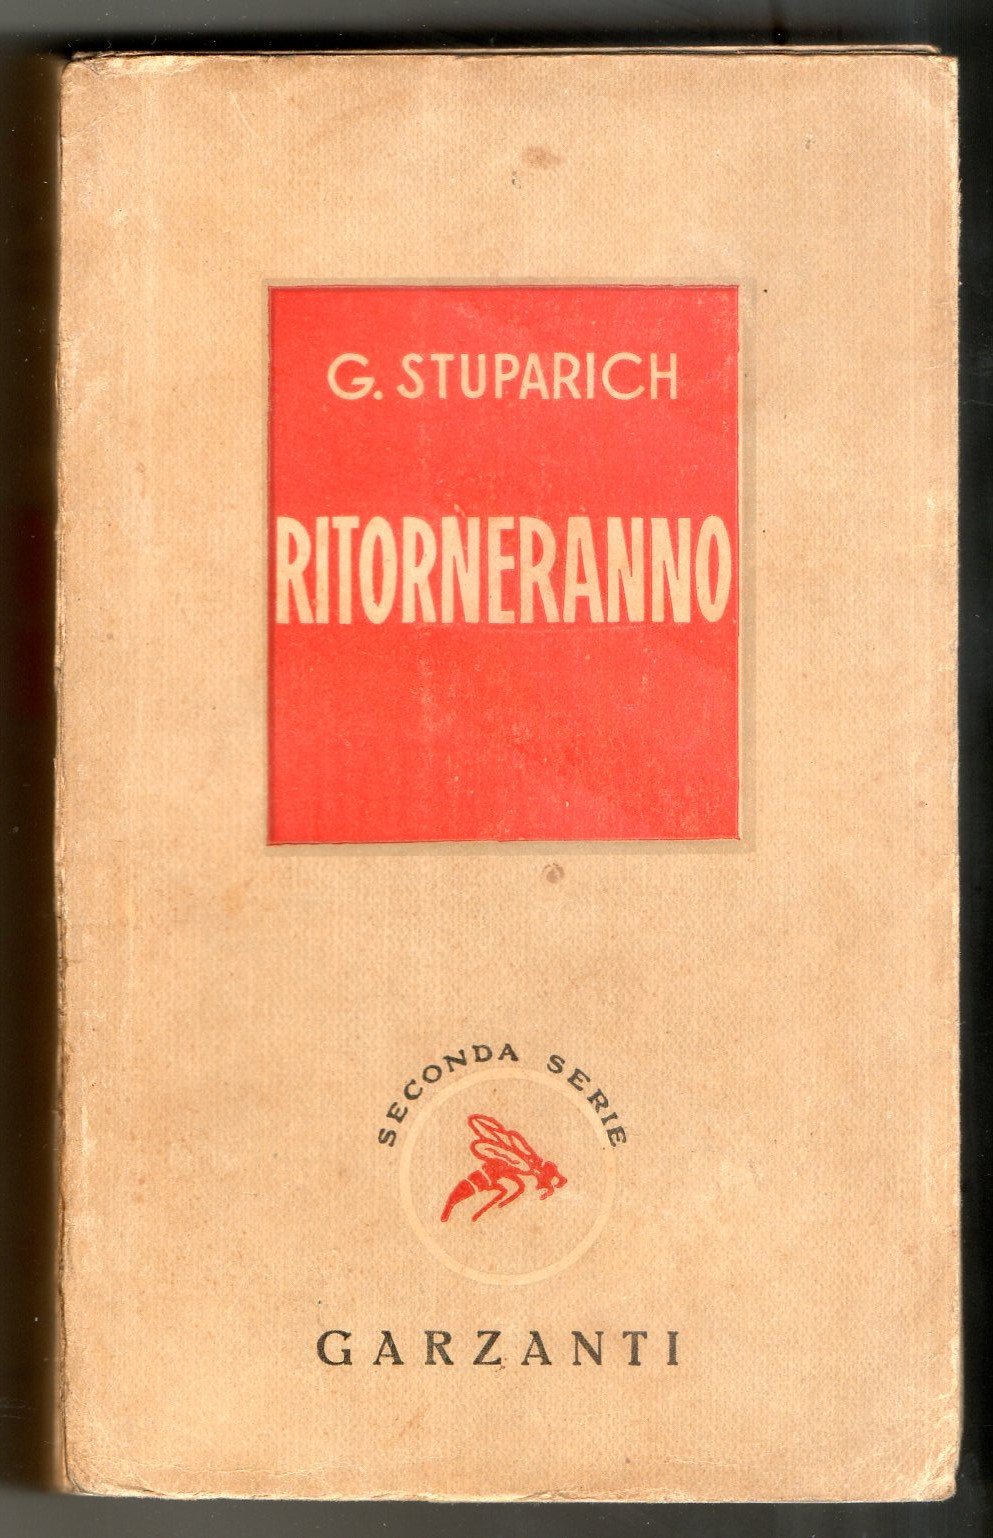 G. STUPARICH
RITORNERANNO
SECONDA SERIE
GARZANTI